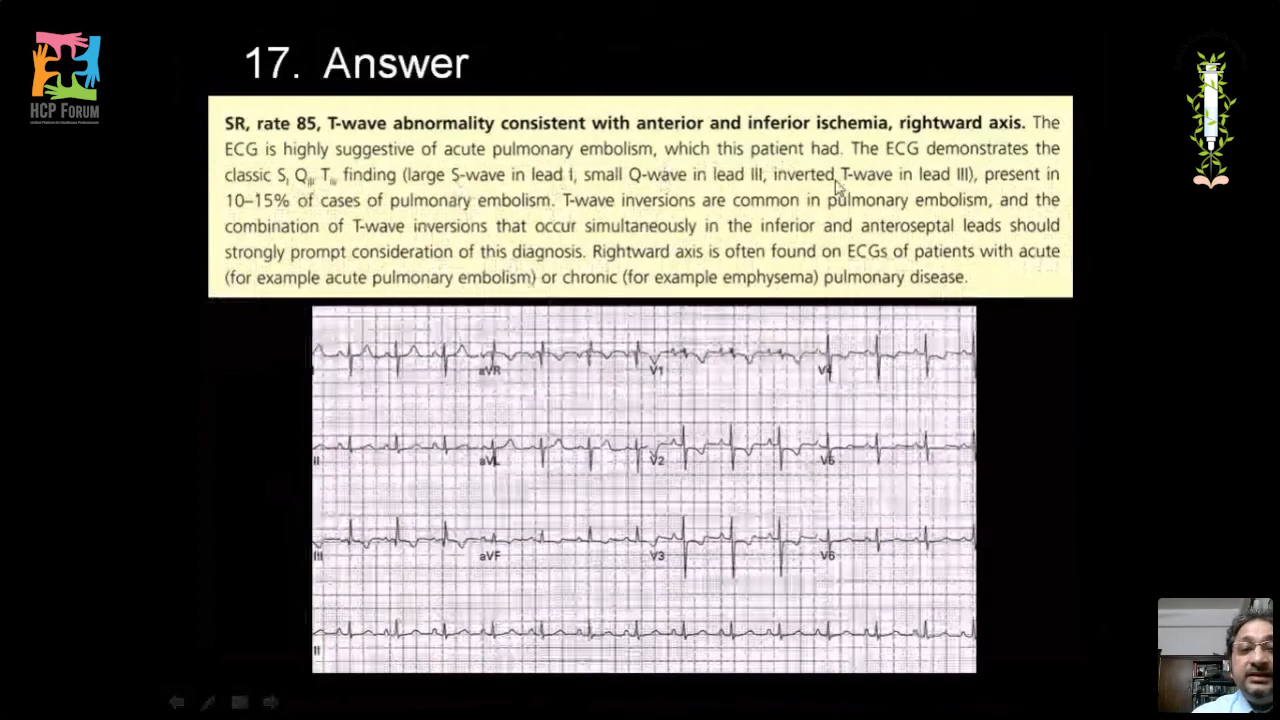 17. Answer
HCP FORUM
SR, rate 85, T-wave abnormality consistent with anterior and inferior ischemia, rightward axis. The
ECG is highly suggestive of acute pulmonary embolism, which this patient had. The ECG demonstrates the
classic SI QIII TIII finding (large S-wave in lead I, small Q-wave in lead III, inverted T-wave in lead III), present in
10–15% of cases of pulmonary embolism. T-wave inversions are common in pulmonary embolism, and the
combination of T-wave inversions that occur simultaneously in the inferior and anteroseptal leads should
strongly prompt consideration of this diagnosis. Rightward axis is often found on ECGs of patients with acute
(for example acute pulmonary embolism) or chronic (for example emphysema) pulmonary disease.
I aVR V1 V4
II aVL V2 V5
III aVF V3 V6
II